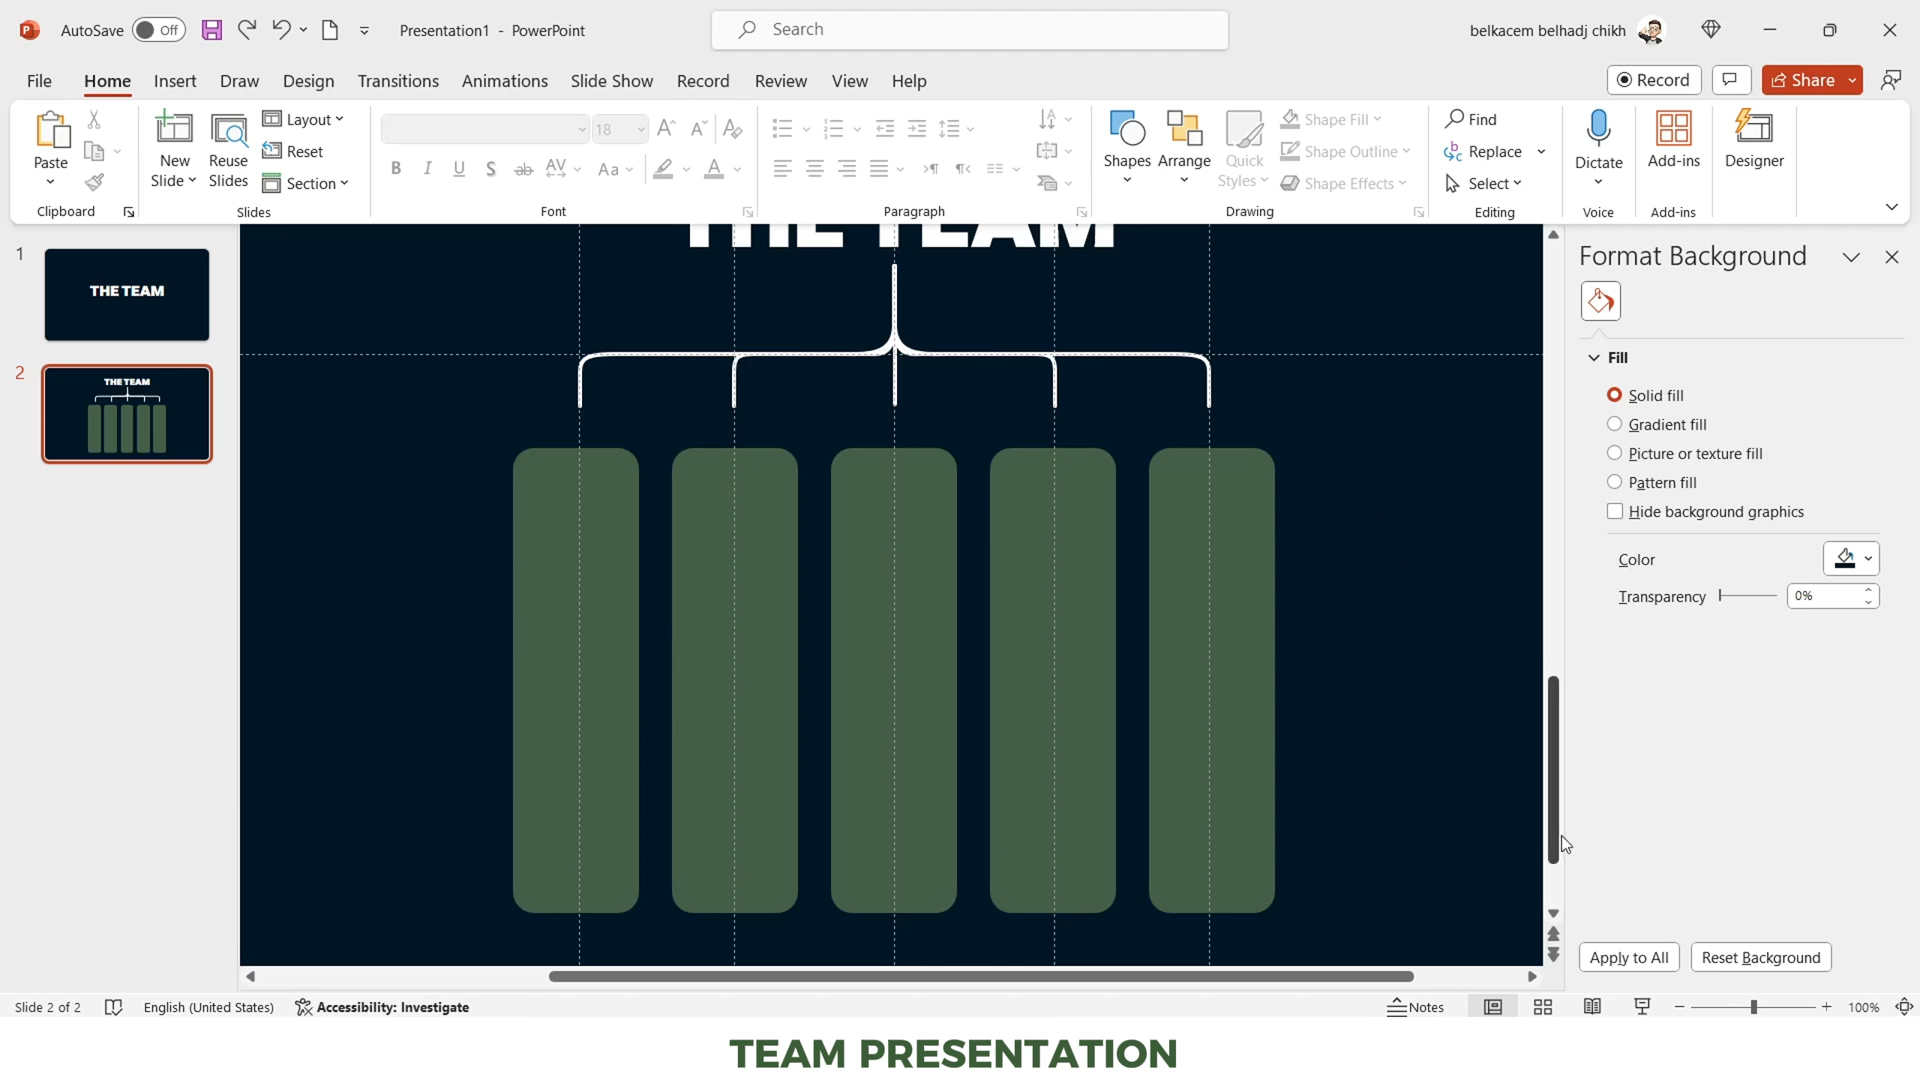 AutoSave Off Presentation1 - PowerPoint Search belkacem belhadj chikh
File Home Insert Draw Design Transitions Animations Slide Show Record Review View Help Record Share
Paste
New Slide
Reuse Slides
Layout
Reset
Section
18
B I U S ab AV Aa A
Shapes Arrange Quick Styles
Shape Fill
Shape Outline
Shape Effects
Find
Replace
Select
Dictate Add-ins Designer
Clipboard Slides Font Paragraph Drawing Editing Voice Add-ins
1
THE TEAM
2
THE TEAM
THE TEAM
Format Background
Fill
Solid fill
Gradient fill
Picture or texture fill
Pattern fill
Hide background graphics
Color
Transparency 0%
Apply to All Reset Background
Slide 2 of 2 English (United States) Accessibility: Investigate Notes 100%
TEAM PRESENTATION